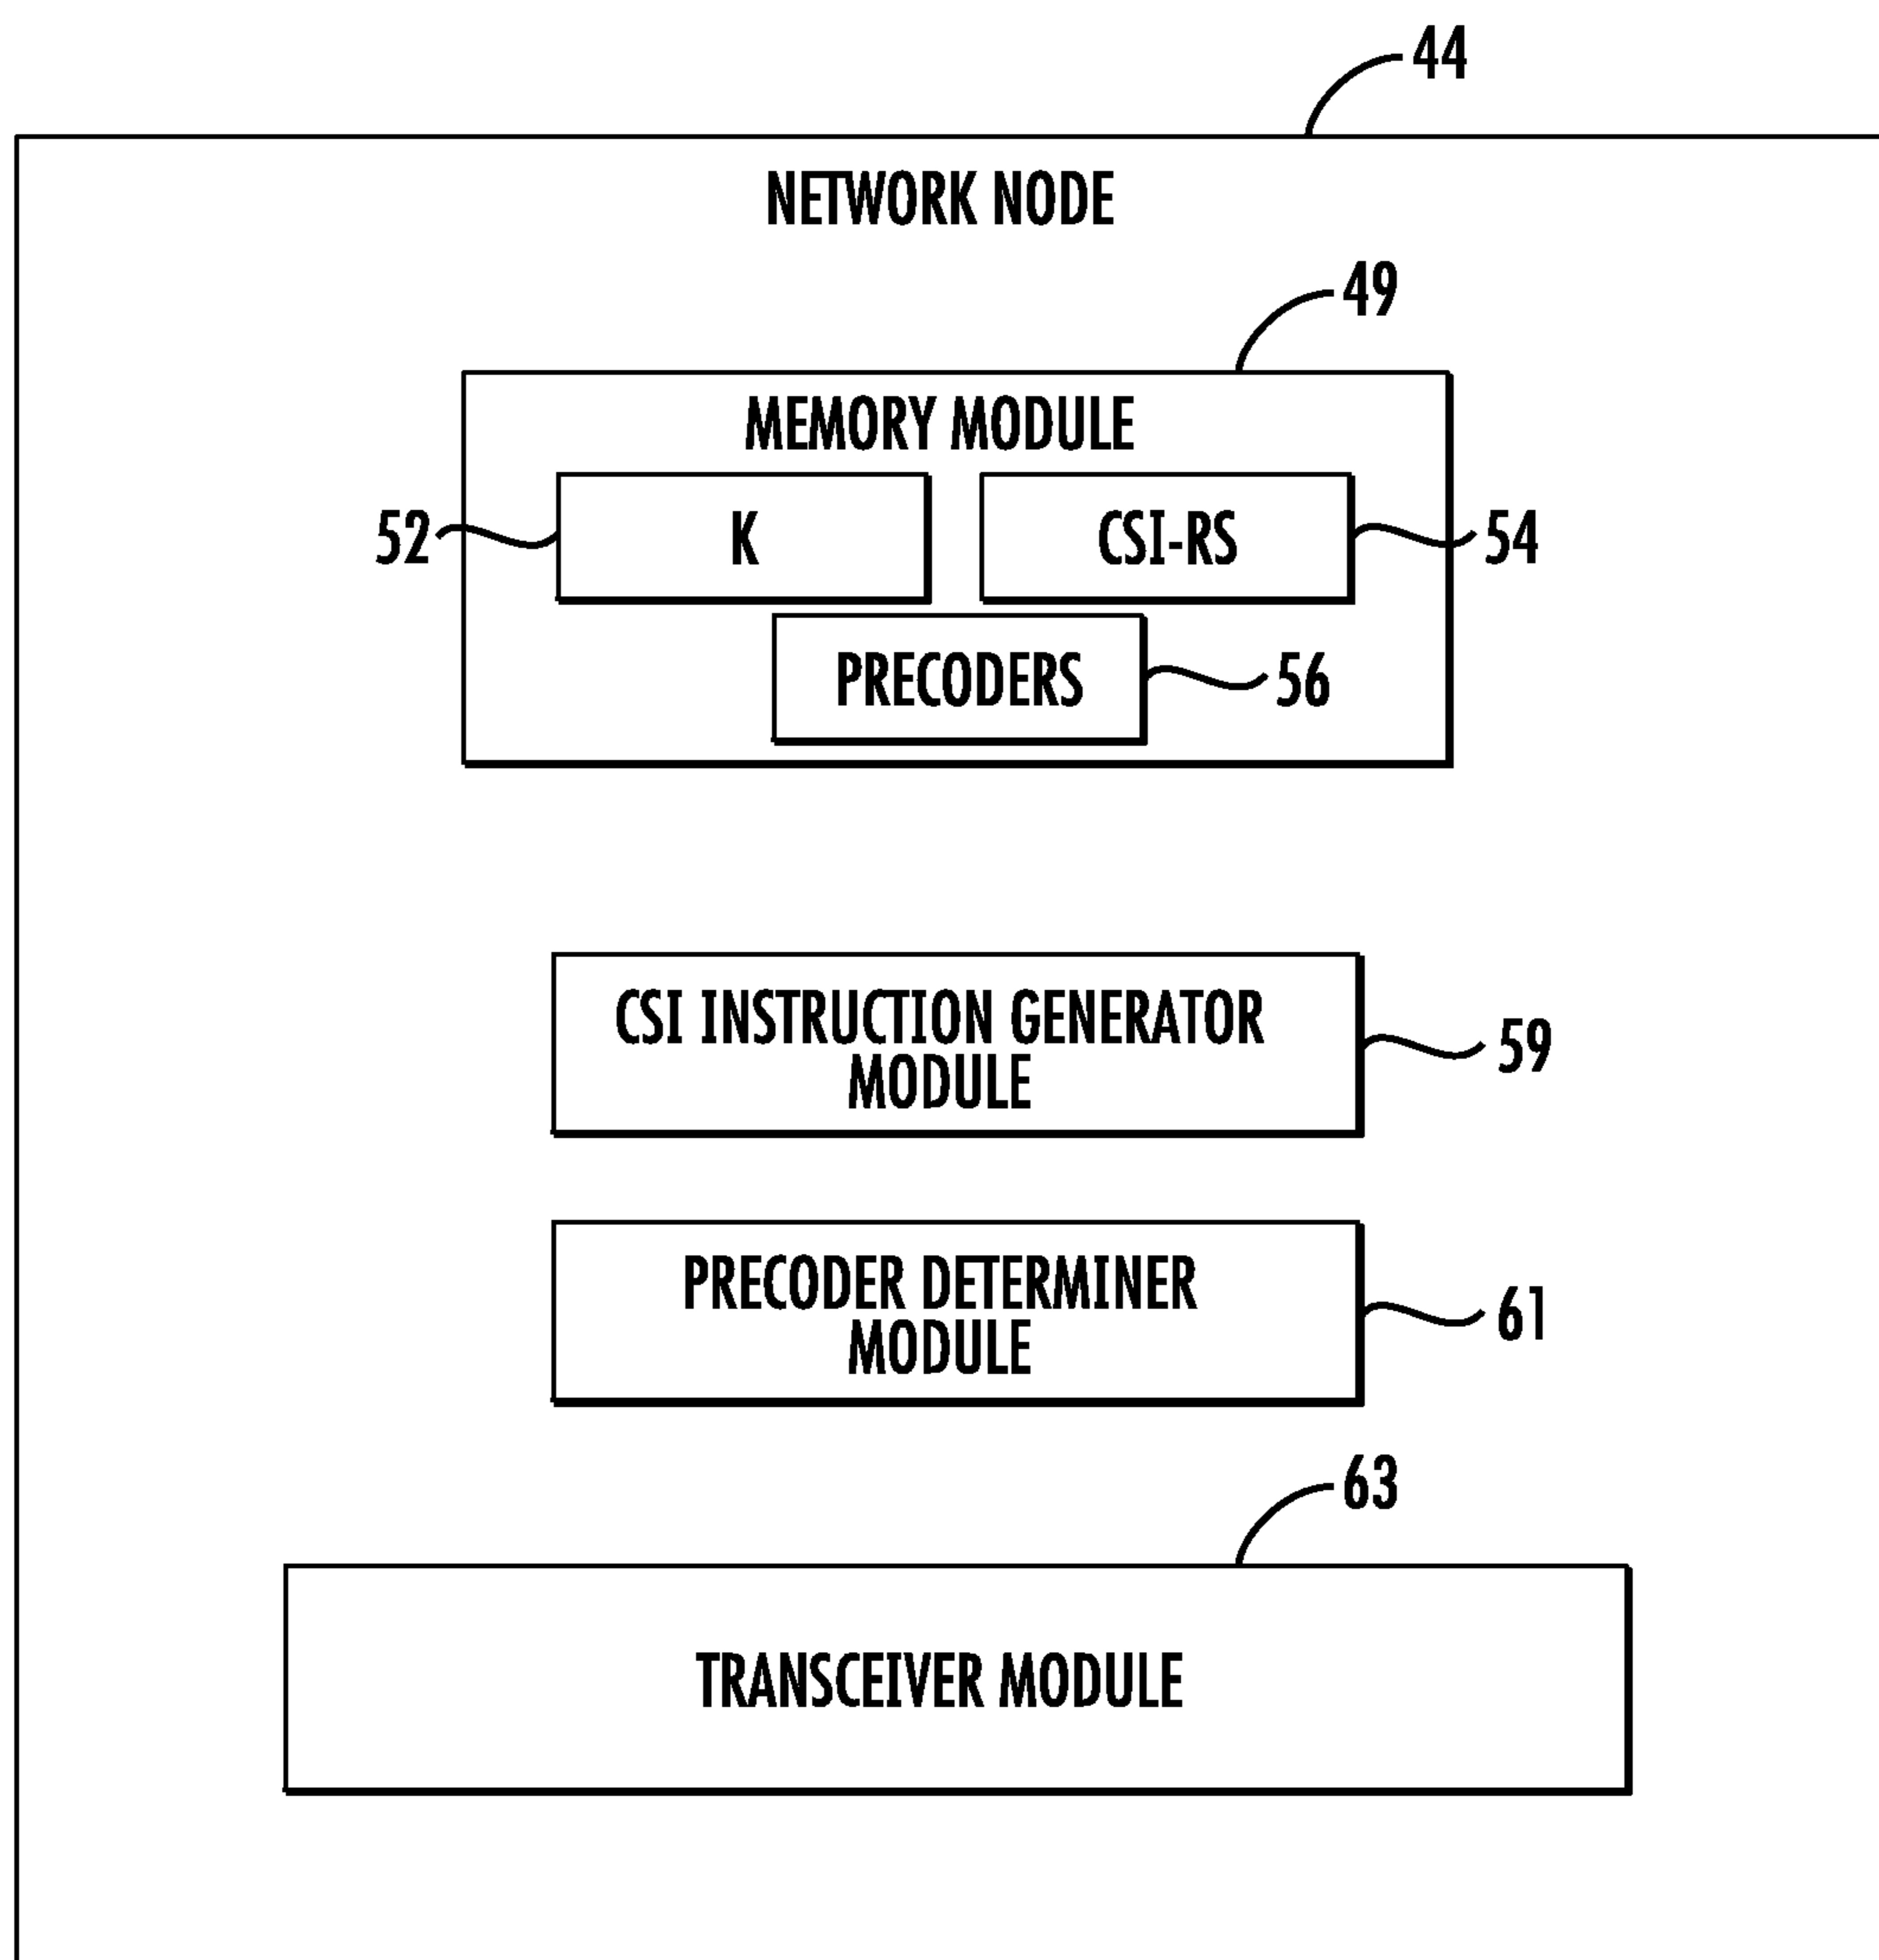 44
NETWORK NODE
49
MEMORY MODULE
52
K
CSI-RS
54
PRECODERS
56
CSI INSTRUCTION GENERATOR
MODULE
59
PRECODER DETERMINER
MODULE
61
63
TRANSCEIVER MODULE